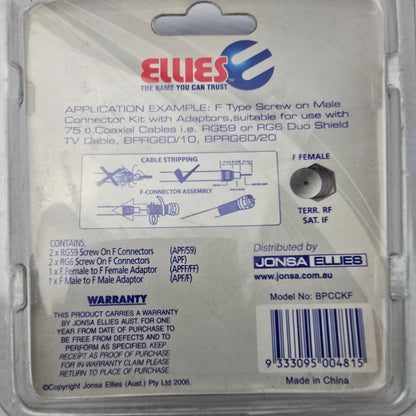 ELLIES
THE NAME YOU CAN TRUST
TM
APPLICATION EXAMPLE: F Type Screw on Male
Connector Kit with Adaptors, suitable for use with
75 Ω Coaxial Cables i.e. RG59 or RG6 Duo Shield
TV Cable, BPRG6D/10, BPRG6D/20
CABLE STRIPPING
F-CONNECTOR ASSEMBLY
F FEMALE
TERR. RF
SAT. IF
CONTAINS:
2 x RG59 Screw On F Connectors (APF/59)
2 x RG6 Screw On F Connectors (APF)
1 x F Female to F Female Adaptor (APFF/FF)
1 x F Male to F Male Adaptor (APF/F)
Distributed by
JONSA ELLIES
www.jonsa.com.au
Model No: BPCCKF
WARRANTY
THIS PRODUCT CARRIES A WARRANTY
BY JONSA ELLIES AUST. FOR ONE
YEAR FROM DATE OF PURCHASE TO
BE FREE FROM DEFECTS AND TO
PERFORM AS SPECIFIED. KEEP
RECEIPT AS PROOF OF PURCHASE.
IN CASE OF FAILURE PLEASE
RETURN TO PLACE OF PURCHASE.
©Copyright Jonsa Ellies (Aust) Pty Ltd 2006.
9 333095 004815
Made in China